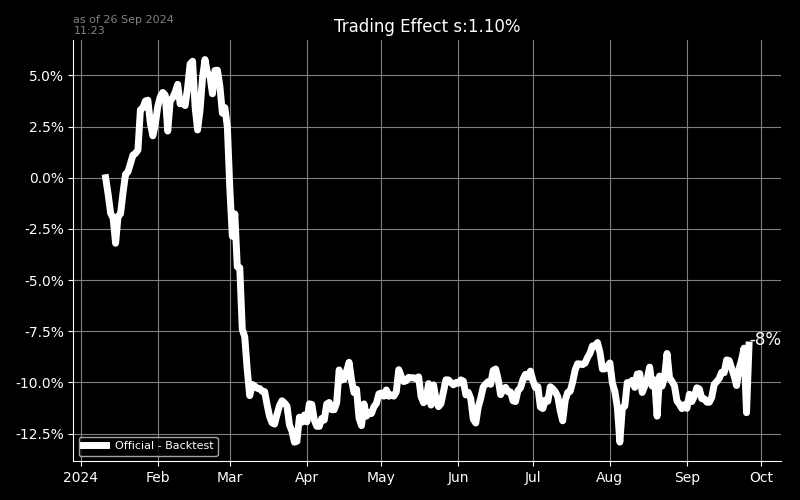 as of 26 Sep 2024
11:23
Trading Effect s:1.10%
5.0%
2.5%
0.0%
-2.5%
-5.0%
-7.5%
-10.0%
-12.5%
-8%
Official - Backtest
2024 Feb Mar Apr May Jun Jul Aug Sep Oct